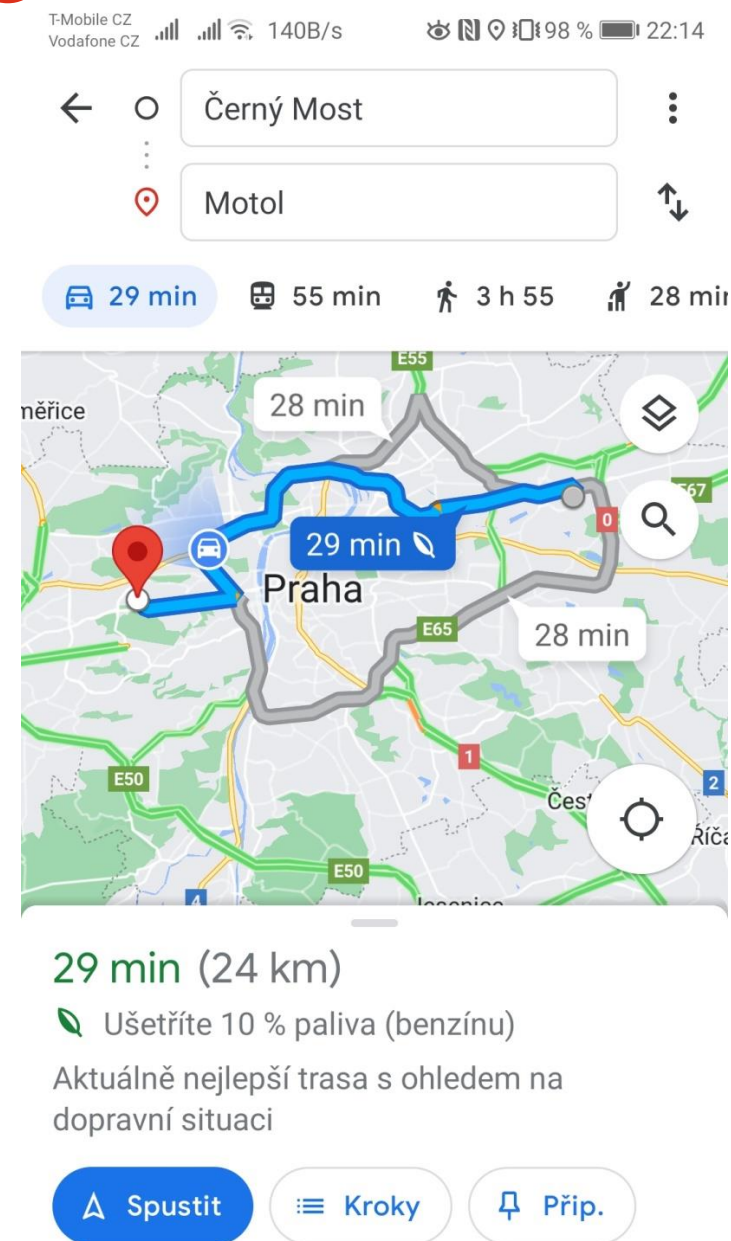 T-Mobile CZ
Vodafone CZ
140B/s
98 %
22:14
Černý Most
Motol
29 min
55 min
3 h 55
28 min
E55
28 min
E67
0
29 min
Praha
E65
28 min
1
E50
2
E50
4
29 min (24 km)
Ušetříte 10 % paliva (benzínu)
Aktuálně nejlepší trasa s ohledem na
dopravní situaci
Spustit
Kroky
Přip.